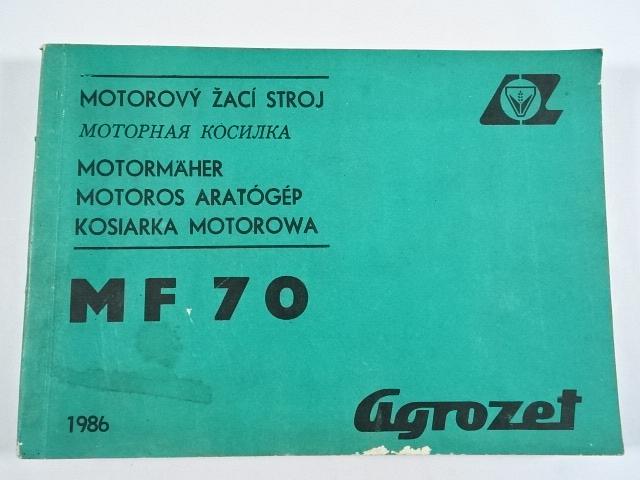 MOTOROVÝ ŽACÍ STROJ
МОТОРНАЯ КОСИЛКА
MOTORMÄHER
MOTOROS ARATÓGÉP
KOSIARKA MOTOROWA
MF 70
1986
agrozet